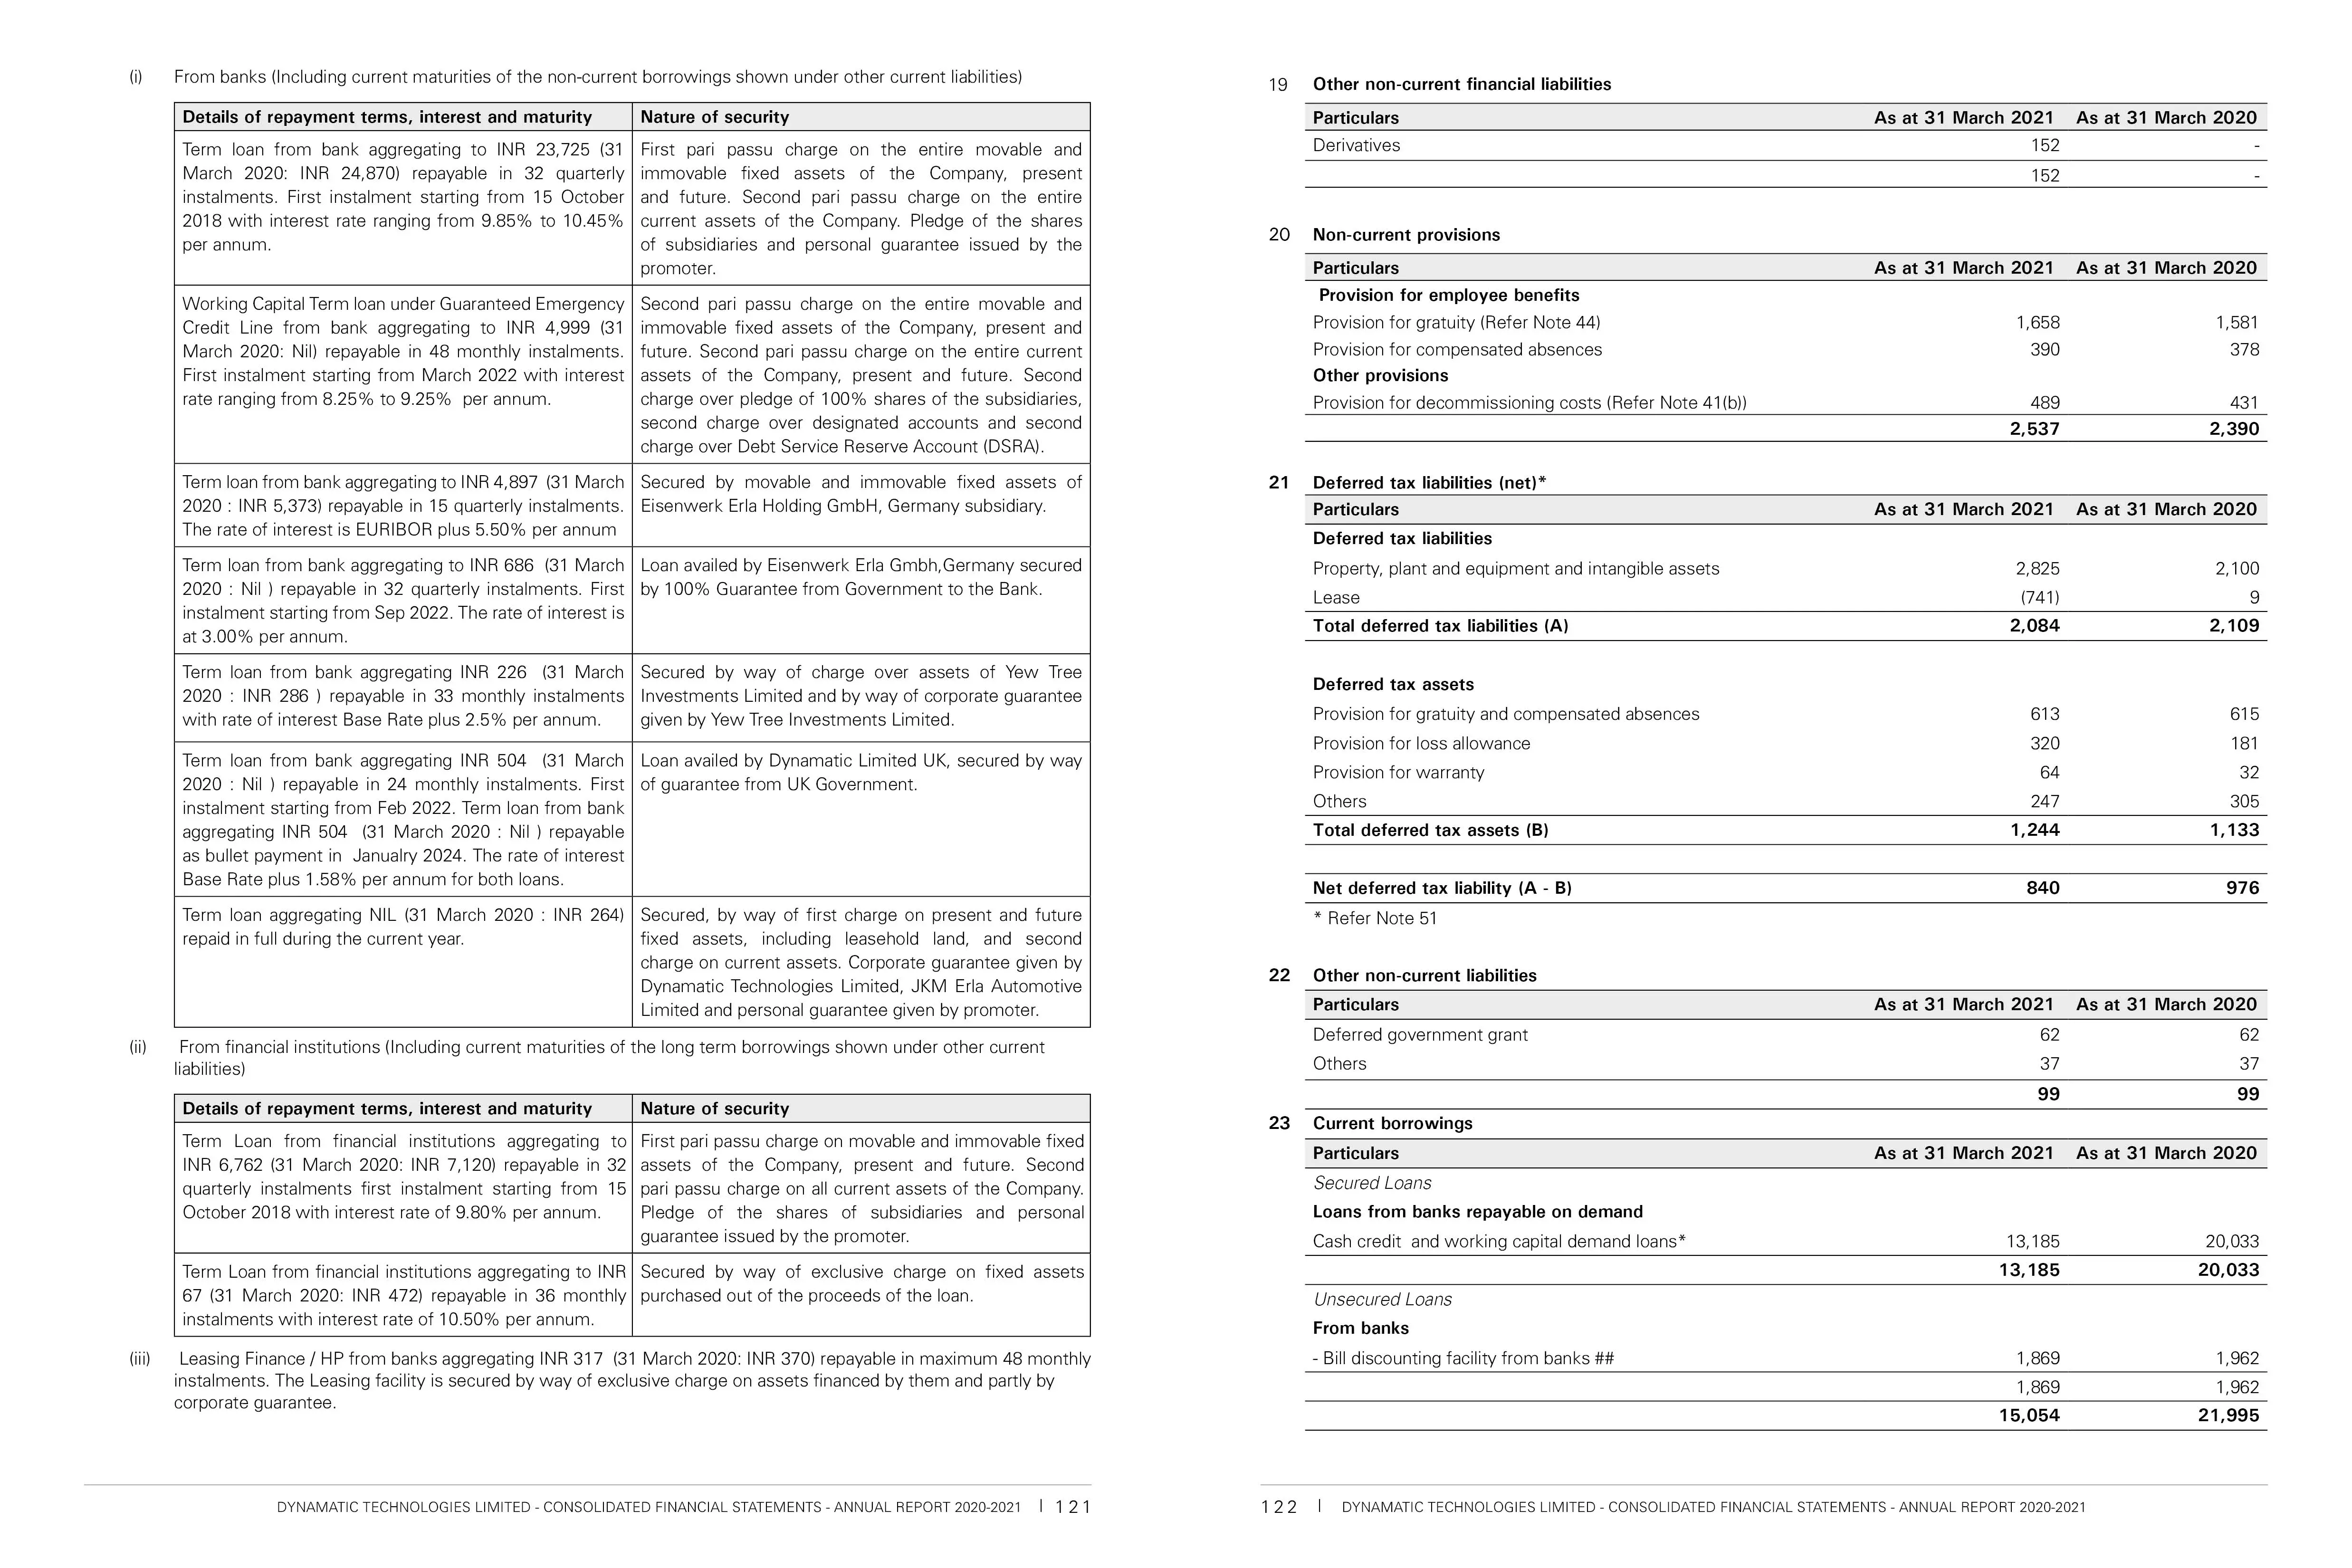 (i) From banks (Including current maturities of the non-current borrowings shown under other current liabilities)
Details of repayment terms, interest and maturity
Nature of security
Term loan from bank aggregating to INR 23,725 (31
March 2020: INR 24,870) repayable in 32 quarterly
instalments. First instalment starting from 15 October
2018 with interest rate ranging from 9.85% to 10.45%
per annum.
First pari passu charge on the entire movable and
immovable fixed assets of the Company, present
and future. Second pari passu charge on the entire
current assets of the Company. Pledge of the shares
of subsidiaries and personal guarantee issued by the
promoter.
Working Capital Term loan under Guaranteed Emergency
Credit Line from bank aggregating to INR 4,999 (31
March 2020: Nil) repayable in 48 monthly instalments.
First instalment starting from March 2022 with interest
rate ranging from 8.25% to 9.25% per annum.
Second pari passu charge on the entire movable and
immovable fixed assets of the Company, present and
future. Second pari passu charge on the entire current
assets of the Company, present and future. Second
charge over pledge of 100% shares of the subsidiaries,
second charge over designated accounts and second
charge over Debt Service Reserve Account (DSRA).
Term loan from bank aggregating to INR 4,897 (31 March
2020 : INR 5,373) repayable in 15 quarterly instalments.
The rate of interest is EURIBOR plus 5.50% per annum
Secured by movable and immovable fixed assets of
Eisenwerk Erla Holding GmbH, Germany subsidiary.
Term loan from bank aggregating to INR 686 (31 March
2020 : Nil ) repayable in 32 quarterly instalments. First
instalment starting from Sep 2022. The rate of interest is
at 3.00% per annum.
Loan availed by Eisenwerk Erla Gmbh,Germany secured
by 100% Guarantee from Government to the Bank.
Term loan from bank aggregating INR 226 (31 March
2020 : INR 286 ) repayable in 33 monthly instalments
with rate of interest Base Rate plus 2.5% per annum.
Secured by way of charge over assets of Yew Tree
Investments Limited and by way of corporate guarantee
given by Yew Tree Investments Limited.
Term loan from bank aggregating INR 504 (31 March
2020 : Nil ) repayable in 24 monthly instalments. First
instalment starting from Feb 2022. Term loan from bank
aggregating INR 504 (31 March 2020 : Nil ) repayable
as bullet payment in Janualry 2024. The rate of interest
Base Rate plus 1.58% per annum for both loans.
Loan availed by Dynamatic Limited UK, secured by way
of guarantee from UK Government.
Term loan aggregating NIL (31 March 2020 : INR 264)
repaid in full during the current year.
Secured, by way of first charge on present and future
fixed assets, including leasehold land, and second
charge on current assets. Corporate guarantee given by
Dynamatic Technologies Limited, JKM Erla Automotive
Limited and personal guarantee given by promoter.
(ii) From financial institutions (Including current maturities of the long term borrowings shown under other current
liabilities)
Details of repayment terms, interest and maturity
Nature of security
Term Loan from financial institutions aggregating to
INR 6,762 (31 March 2020: INR 7,120) repayable in 32
quarterly instalments first instalment starting from 15
October 2018 with interest rate of 9.80% per annum.
First pari passu charge on movable and immovable fixed
assets of the Company, present and future. Second
pari passu charge on all current assets of the Company.
Pledge of the shares of subsidiaries and personal
guarantee issued by the promoter.
Term Loan from financial institutions aggregating to INR
67 (31 March 2020: INR 472) repayable in 36 monthly
instalments with interest rate of 10.50% per annum.
Secured by way of exclusive charge on fixed assets
purchased out of the proceeds of the loan.
(iii) Leasing Finance / HP from banks aggregating INR 317 (31 March 2020: INR 370) repayable in maximum 48 monthly
instalments. The Leasing facility is secured by way of exclusive charge on assets financed by them and partly by
corporate guarantee.
DYNAMATIC TECHNOLOGIES LIMITED - CONSOLIDATED FINANCIAL STATEMENTS - ANNUAL REPORT 2020-2021 | 121
19 Other non-current financial liabilities
Particulars As at 31 March 2021 As at 31 March 2020
Derivatives 152 -
152 -
20 Non-current provisions
Particulars As at 31 March 2021 As at 31 March 2020
Provision for employee benefits
Provision for gratuity (Refer Note 44) 1,658 1,581
Provision for compensated absences 390 378
Other provisions
Provision for decommissioning costs (Refer Note 41(b)) 489 431
2,537 2,390
21 Deferred tax liabilities (net)*
Particulars As at 31 March 2021 As at 31 March 2020
Deferred tax liabilities
Property, plant and equipment and intangible assets 2,825 2,100
Lease (741) 9
Total deferred tax liabilities (A) 2,084 2,109
Deferred tax assets
Provision for gratuity and compensated absences 613 615
Provision for loss allowance 320 181
Provision for warranty 64 32
Others 247 305
Total deferred tax assets (B) 1,244 1,133
Net deferred tax liability (A - B) 840 976
* Refer Note 51
22 Other non-current liabilities
Particulars As at 31 March 2021 As at 31 March 2020
Deferred government grant 62 62
Others 37 37
99 99
23 Current borrowings
Particulars As at 31 March 2021 As at 31 March 2020
Secured Loans
Loans from banks repayable on demand
Cash credit and working capital demand loans* 13,185 20,033
13,185 20,033
Unsecured Loans
From banks
- Bill discounting facility from banks ## 1,869 1,962
1,869 1,962
15,054 21,995
122 | DYNAMATIC TECHNOLOGIES LIMITED - CONSOLIDATED FINANCIAL STATEMENTS - ANNUAL REPORT 2020-2021